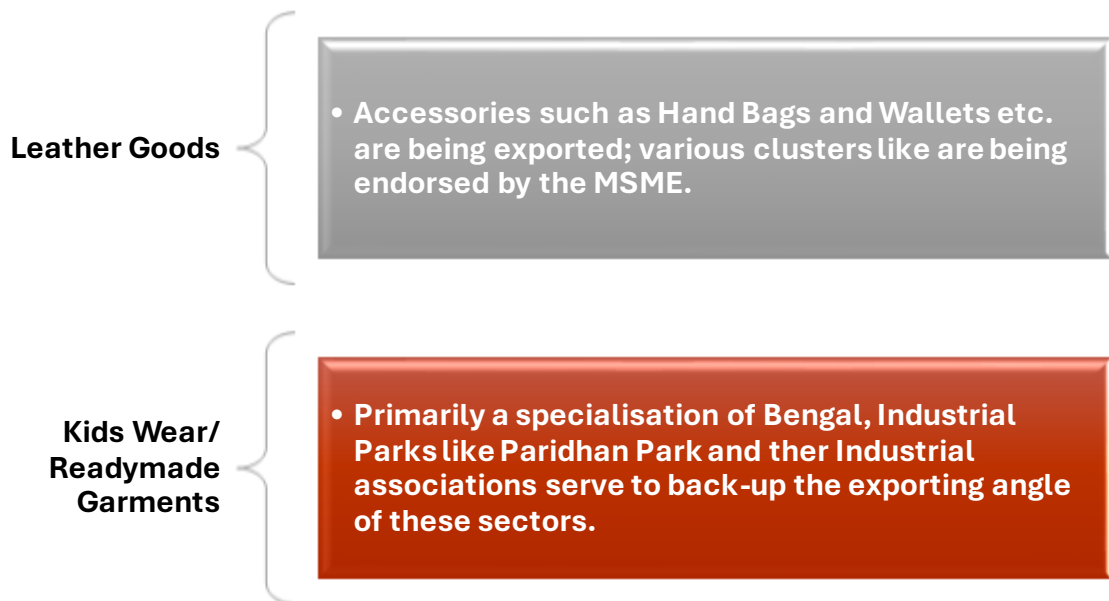 Leather Goods
• Accessories such as Hand Bags and Wallets etc.
are being exported; various clusters like are being
endorsed by the MSME.
Kids Wear/
Readymade
Garments
• Primarily a specialisation of Bengal, Industrial
Parks like Paridhan Park and ther Industrial
associations serve to back-up the exporting angle
of these sectors.